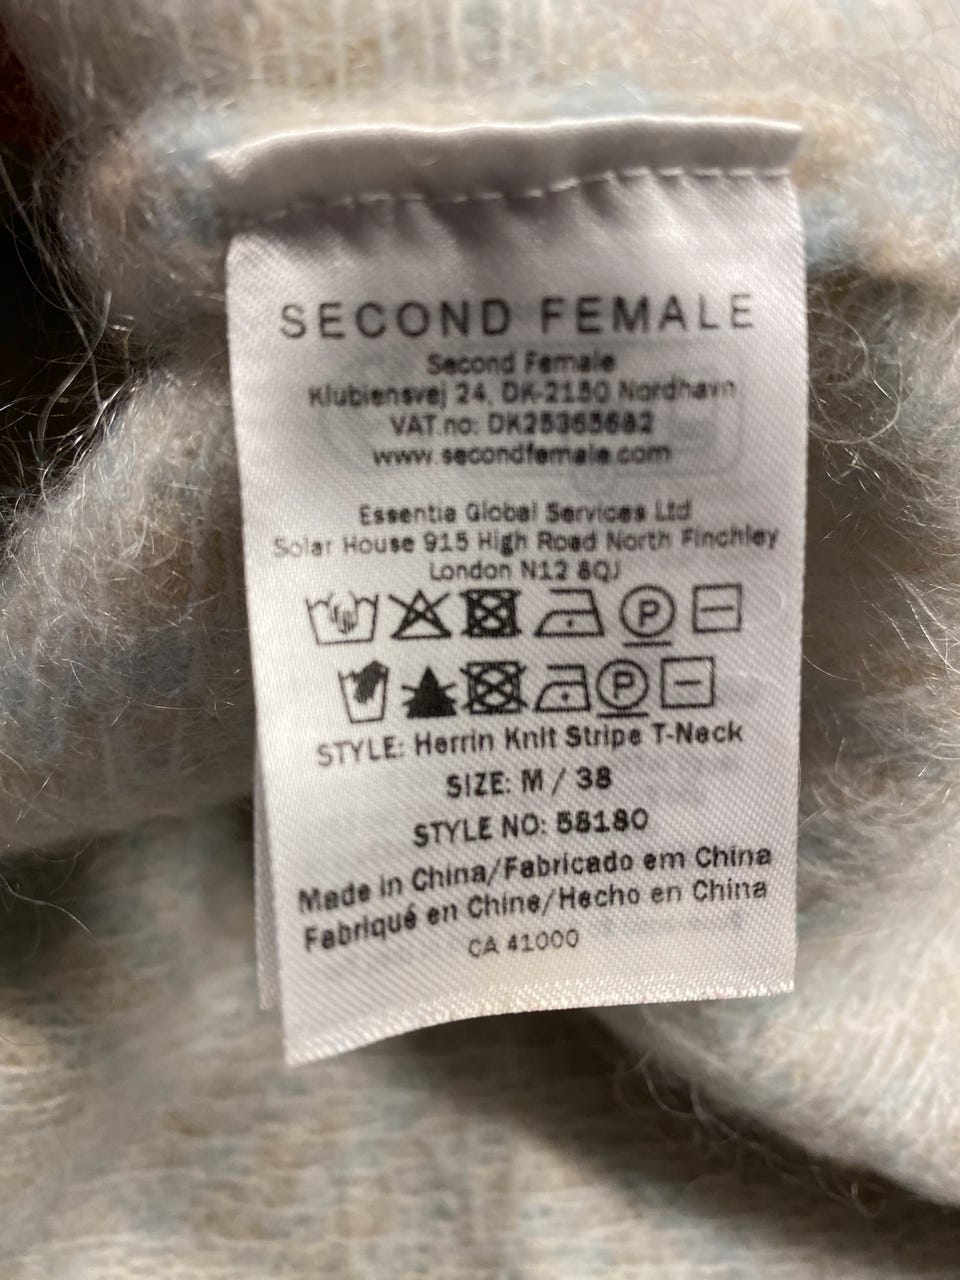 SECOND FEMALE
Second Female
Klubiensvej 24, DK-2150 Nordhavn
VAT.no: DK25365682
www.secondfemale.com
Essentia Global Services Ltd
Solar House 915 High Road North Finchley
London N12 8QJ
P
P
STYLE: Herrin Knit Stripe T-Neck
SIZE: M / 38
STYLE NO: 58180
Made in China/Fabricado em China
Fabriqué en Chine/Hecho en China
CA 41000